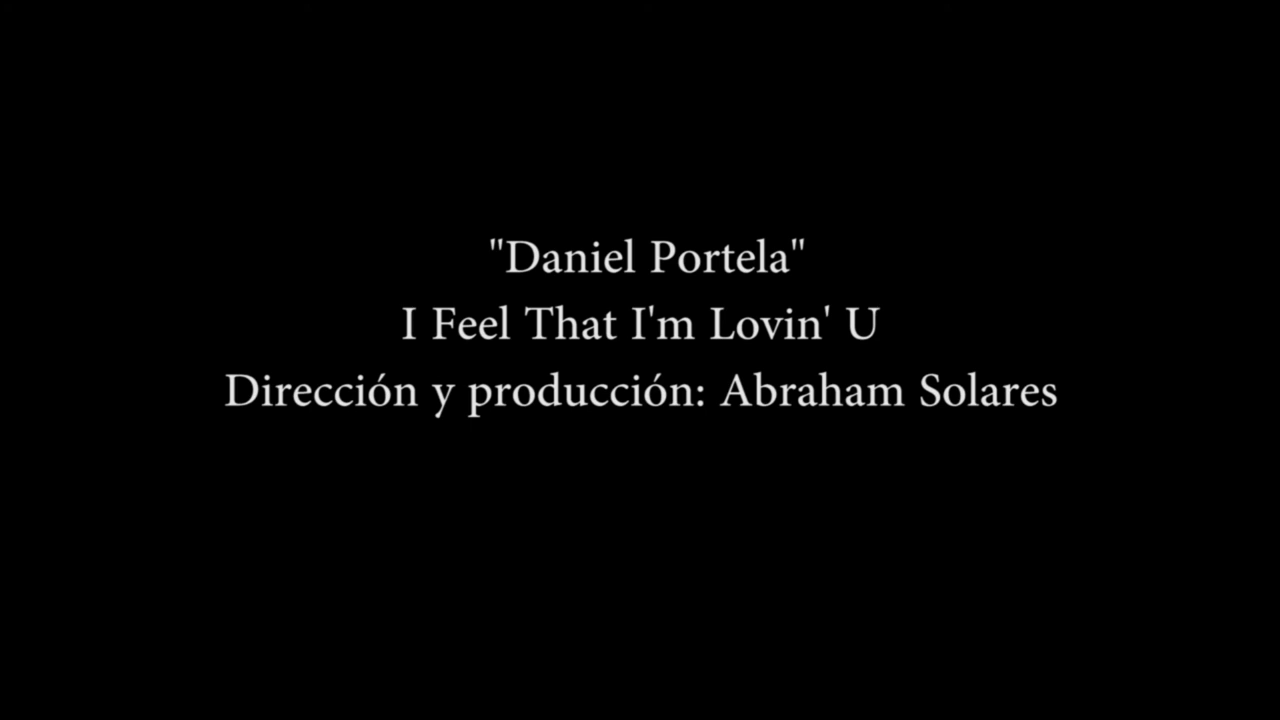 "Daniel Portela"
I Feel That I'm Lovin' U
Dirección y producción: Abraham Solares